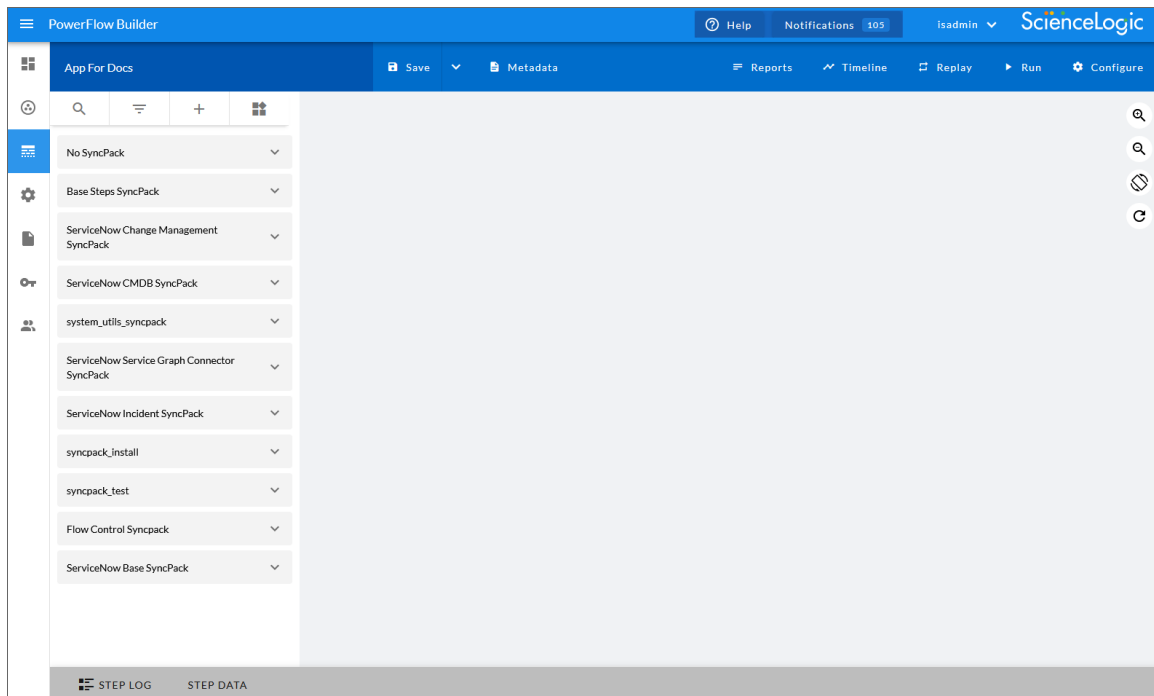 PowerFlow Builder
Help
Notifications 105
isadmin
ScienceLogic
App For Docs
Save
Metadata
Reports
Timeline
Replay
Run
Configure
No SyncPack
Base Steps SyncPack
ServiceNow Change Management
SyncPack
ServiceNow CMDB SyncPack
system_utils_syncpack
ServiceNow Service Graph Connector
SyncPack
ServiceNow Incident SyncPack
syncpack_install
syncpack_test
Flow Control Syncpack
ServiceNow Base SyncPack
STEP LOG
STEP DATA